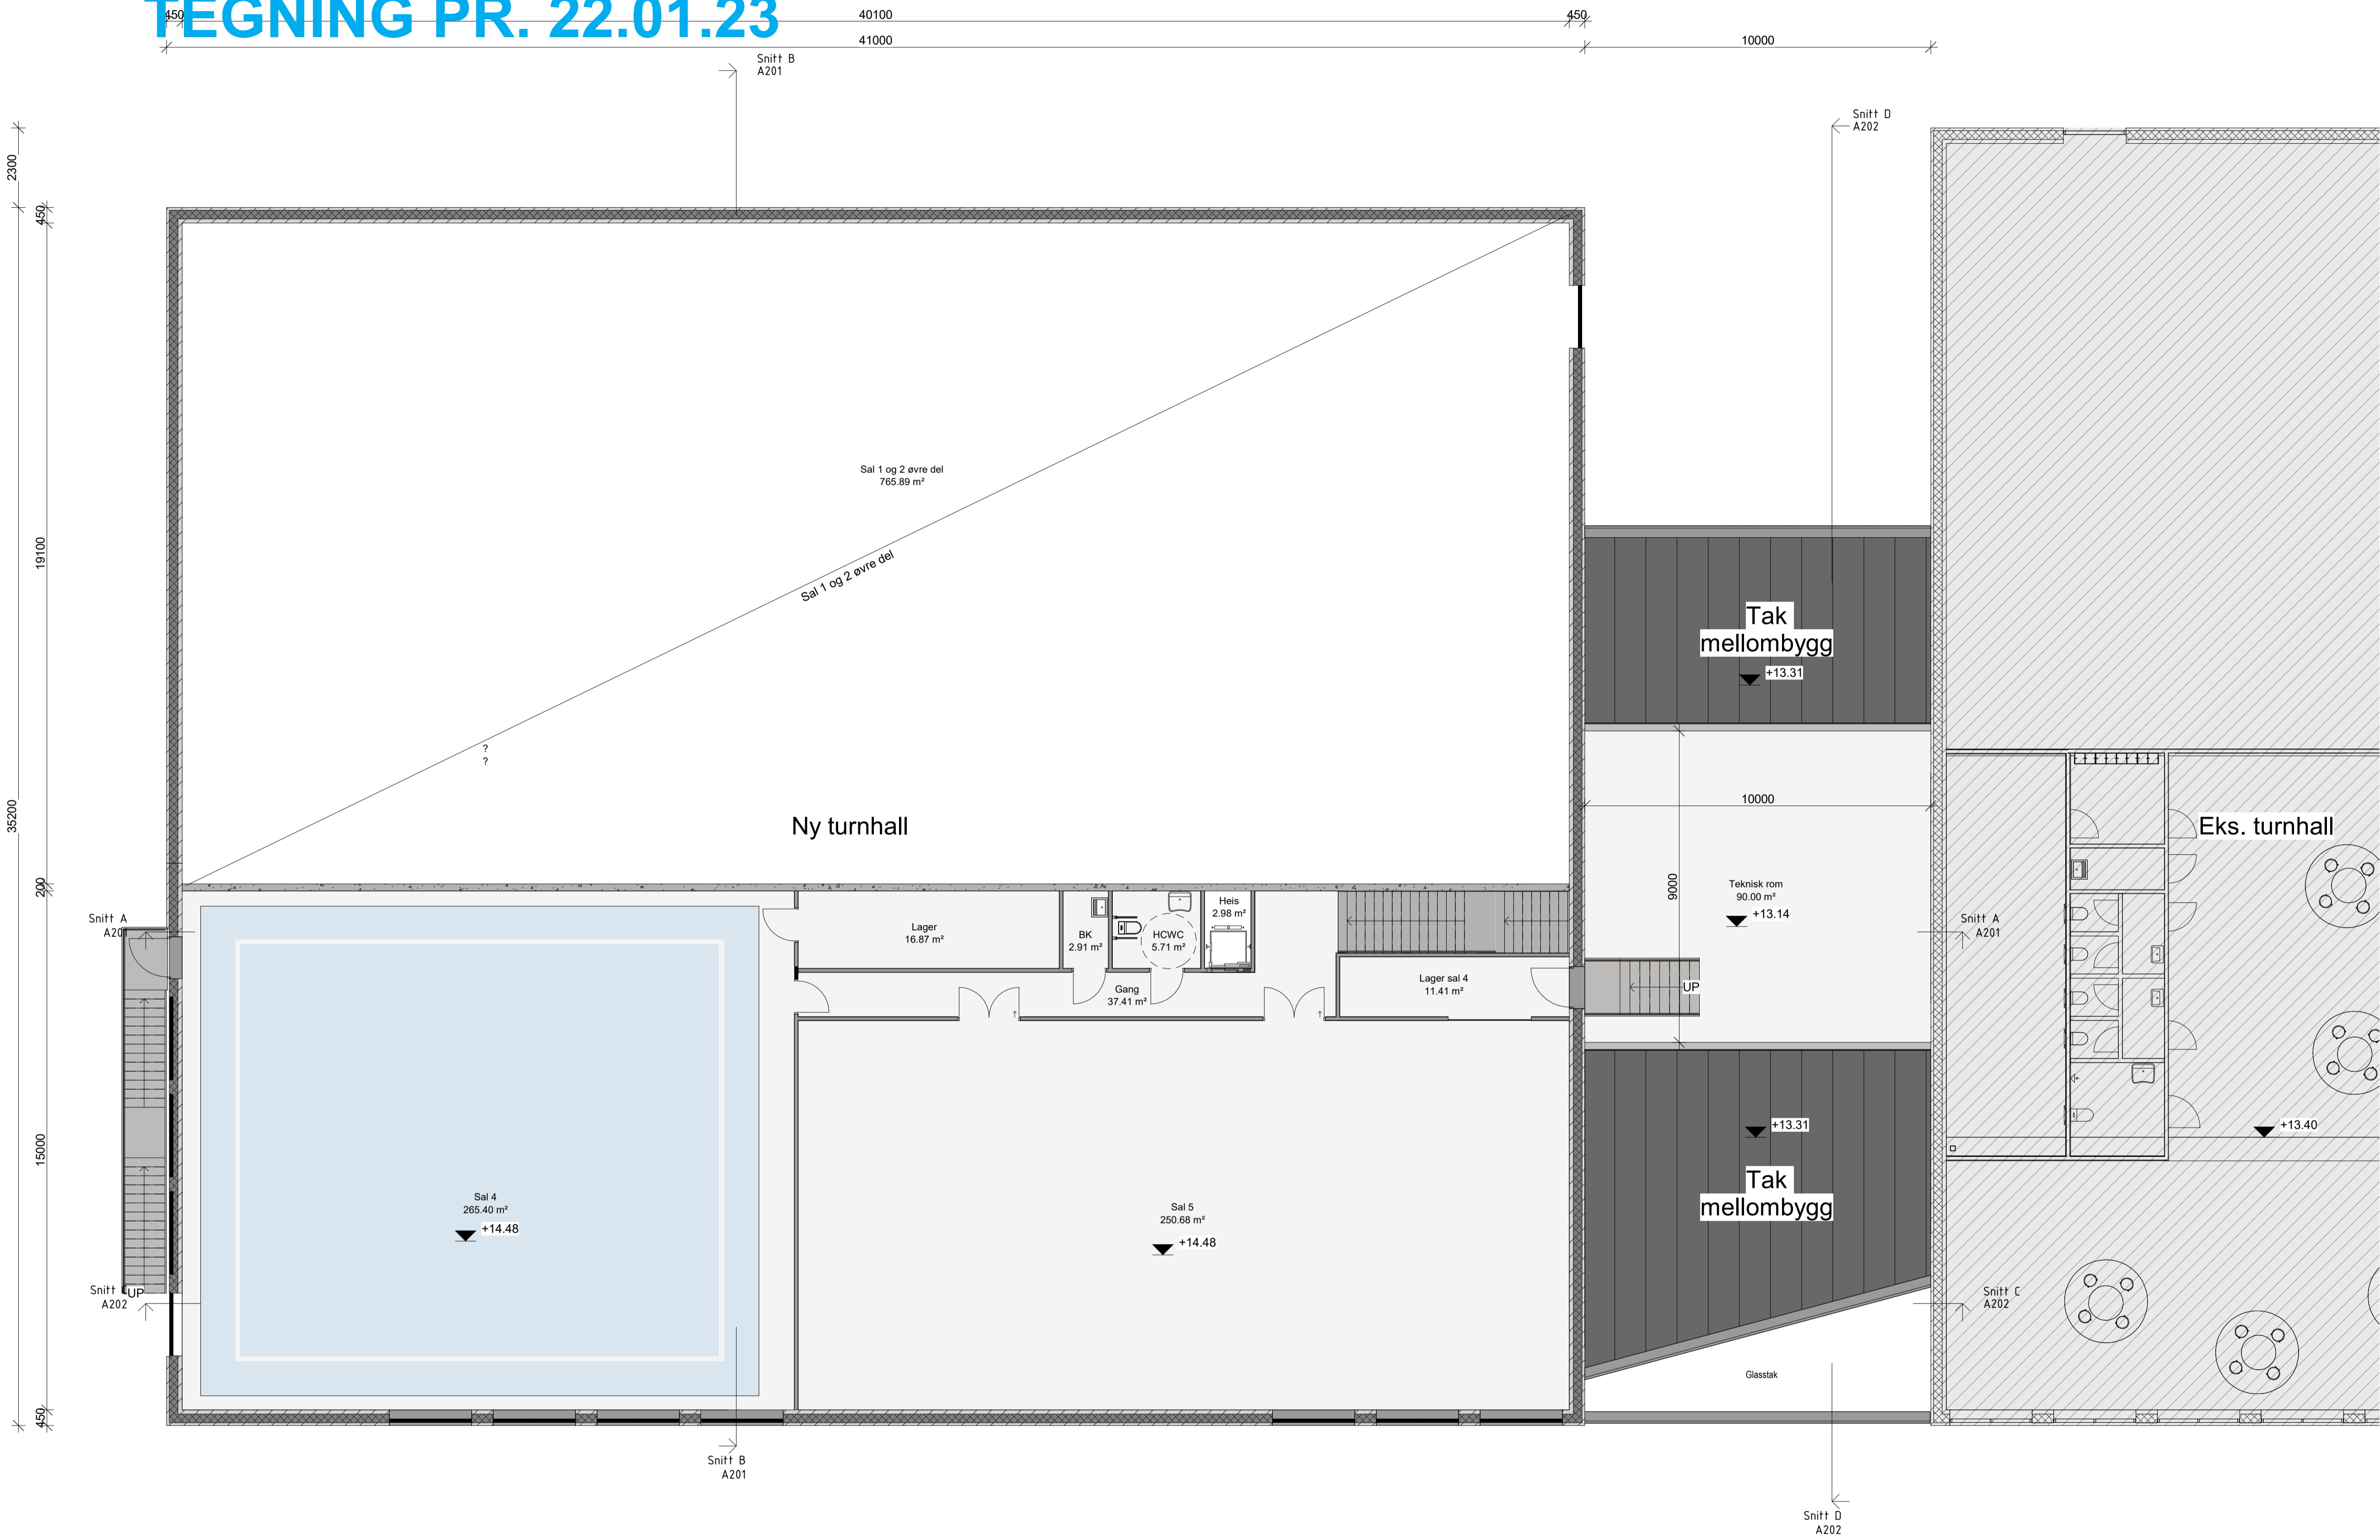 TEGNING PR. 22.01.23
450
40100
450
41000
10000
Snitt B
A201
Snitt D
A202
2300
450
Sal 1 og 2 øvre del
765.89 m²
19100
Sal 1 og 2 øvre del
Tak
mellombygg
+13.31
?
?
10000
35200
Ny turnhall
Eks. turnhall
200
9000
Teknisk rom
90.00 m²
+13.14
Snitt A
A201
Snitt A
A201
Lager
16.87 m²
BK
2.91 m²
HCWC
5.71 m²
Heis
2.98 m²
Gang
37.41 m²
Lager sal 4
11.41 m²
UP
15000
+13.31
+13.40
Tak
mellombygg
Sal 4
265.40 m²
+14.48
Sal 5
250.68 m²
+14.48
Snitt
UP
A202
Snitt C
A202
Glasstak
450
Snitt B
A201
Snitt D
A202